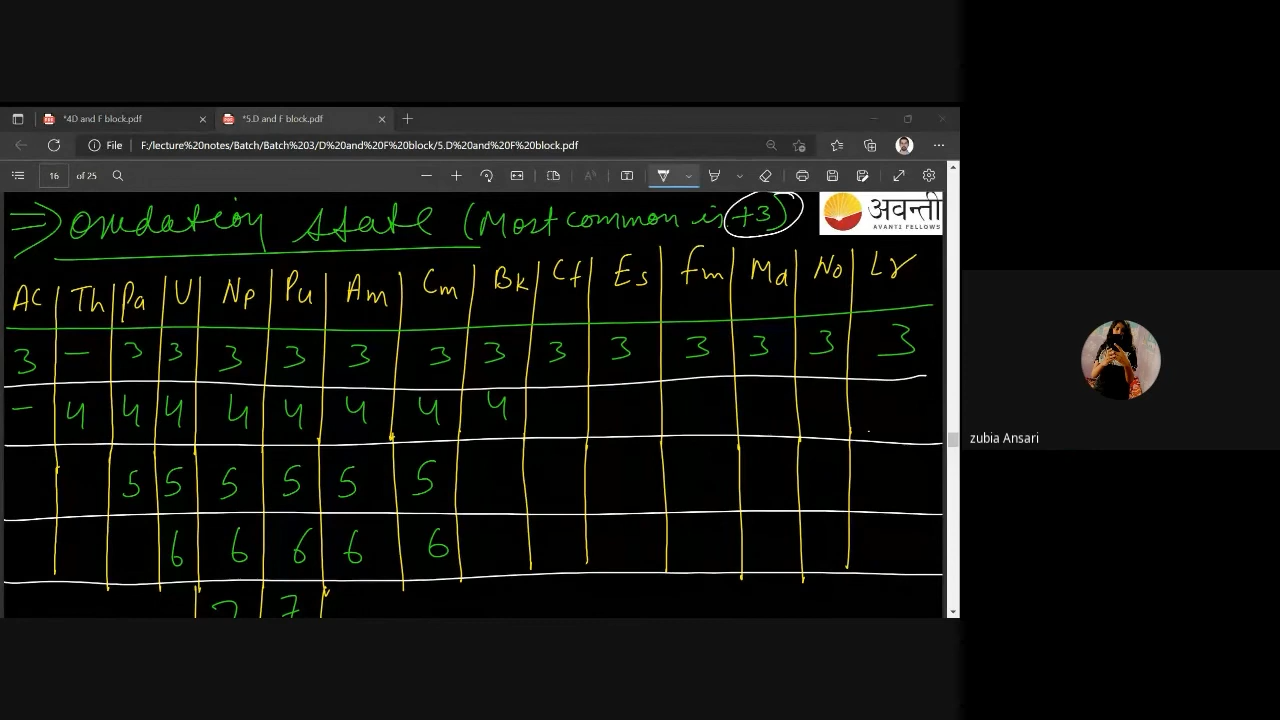 *4D and F block.pdf
*5.D and F block.pdf
File F:/lecture%20notes/Batch/Batch%203/D%20and%20F%20block/5.D%20and%20F%20block.pdf
16 of 25
⇒ oxidation state (Most common is +3)
अवन्ती
AVANTI FELLOWS
AC Th Pa U Np Pu Am Cm Bk Cf Es fm Md No Lr
3 – 3 3 3 3 3 3 3 3 3 3 3 3 3
– 4 4 4 4 4 4 4 4
5 5 5 5 5 5
6 6 6 6 6
7 7
zubia Ansari